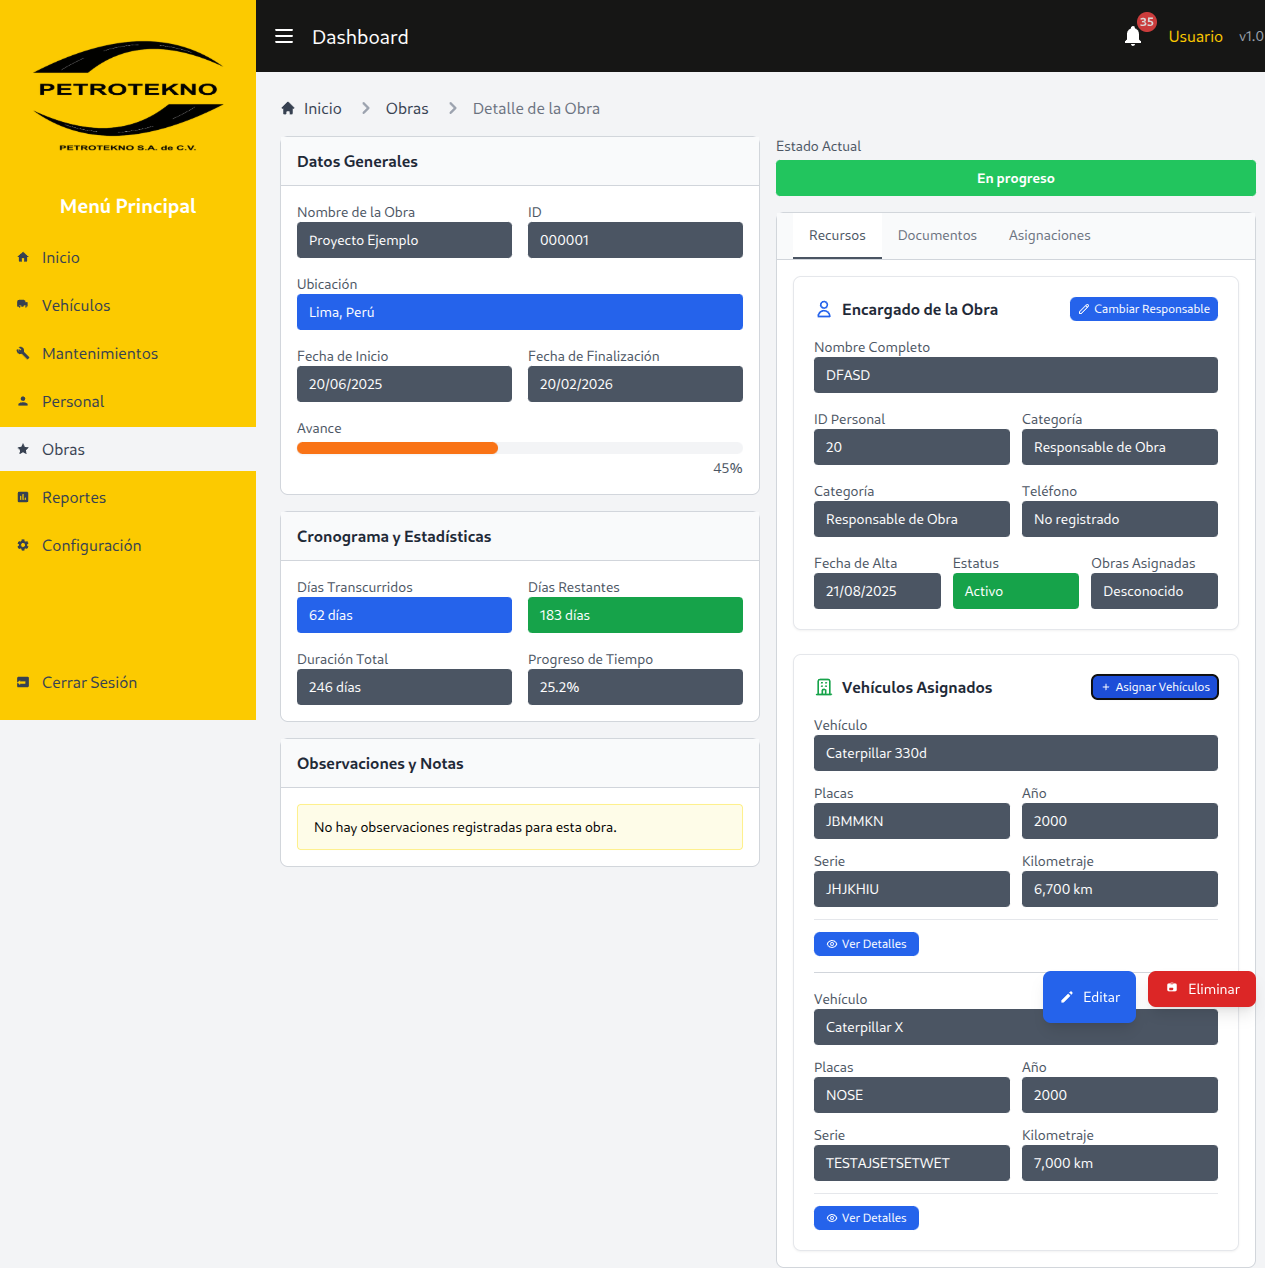 PETROTEKNO
PETROTEKNO S.A. de C.V.
Menú Principal
Inicio
Vehículos
Mantenimientos
Personal
Obras
Reportes
Configuración
Cerrar Sesión
Dashboard
35
Usuario
v1.0
Inicio
Obras
Detalle de la Obra
Datos Generales
Nombre de la Obra
ID
Proyecto Ejemplo
000001
Ubicación
Lima, Perú
Fecha de Inicio
Fecha de Finalización
20/06/2025
20/02/2026
Avance
45%
Cronograma y Estadísticas
Días Transcurridos
Días Restantes
62 días
183 días
Duración Total
Progreso de Tiempo
246 días
25.2%
Observaciones y Notas
No hay observaciones registradas para esta obra.
Estado Actual
En progreso
Recursos
Documentos
Asignaciones
Encargado de la Obra
Cambiar Responsable
Nombre Completo
DFASD
ID Personal
Categoría
20
Responsable de Obra
Categoría
Teléfono
Responsable de Obra
No registrado
Fecha de Alta
Estatus
Obras Asignadas
21/08/2025
Activo
Desconocido
Vehículos Asignados
+ Asignar Vehículos
Vehículo
Caterpillar 330d
Placas
Año
JBMMKN
2000
Serie
Kilometraje
JHJKHIU
6,700 km
Ver Detalles
Editar
Eliminar
Vehículo
Caterpillar X
Placas
Año
NOSE
2000
Serie
Kilometraje
TESTAJSETSETWET
7,000 km
Ver Detalles